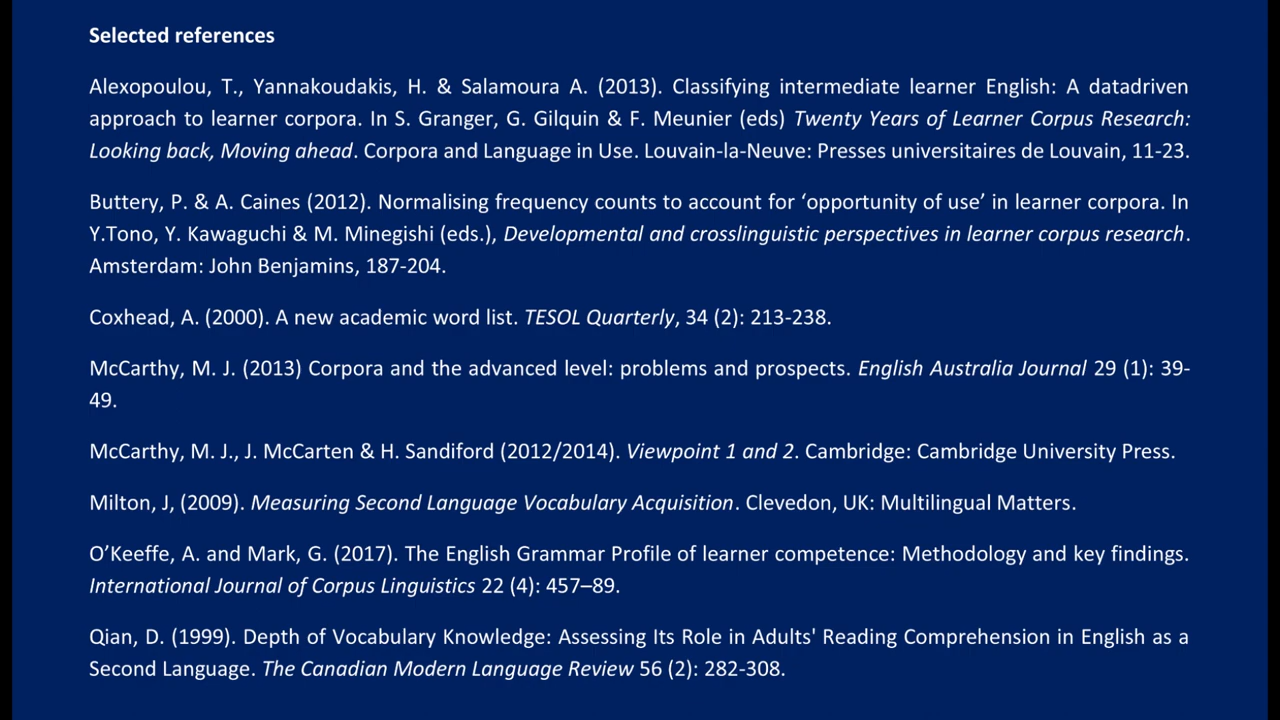 Selected references
Alexopoulou, T., Yannakoudakis, H. & Salamoura A. (2013). Classifying intermediate learner English: A datadriven
approach to learner corpora. In S. Granger, G. Gilquin & F. Meunier (eds) Twenty Years of Learner Corpus Research:
Looking back, Moving ahead. Corpora and Language in Use. Louvain-la-Neuve: Presses universitaires de Louvain, 11-23.
Buttery, P. & A. Caines (2012). Normalising frequency counts to account for ‘opportunity of use’ in learner corpora. In
Y.Tono, Y. Kawaguchi & M. Minegishi (eds.), Developmental and crosslinguistic perspectives in learner corpus research.
Amsterdam: John Benjamins, 187-204.
Coxhead, A. (2000). A new academic word list. TESOL Quarterly, 34 (2): 213-238.
McCarthy, M. J. (2013) Corpora and the advanced level: problems and prospects. English Australia Journal 29 (1): 39-
49.
McCarthy, M. J., J. McCarten & H. Sandiford (2012/2014). Viewpoint 1 and 2. Cambridge: Cambridge University Press.
Milton, J, (2009). Measuring Second Language Vocabulary Acquisition. Clevedon, UK: Multilingual Matters.
O’Keeffe, A. and Mark, G. (2017). The English Grammar Profile of learner competence: Methodology and key findings.
International Journal of Corpus Linguistics 22 (4): 457–89.
Qian, D. (1999). Depth of Vocabulary Knowledge: Assessing Its Role in Adults' Reading Comprehension in English as a
Second Language. The Canadian Modern Language Review 56 (2): 282-308.